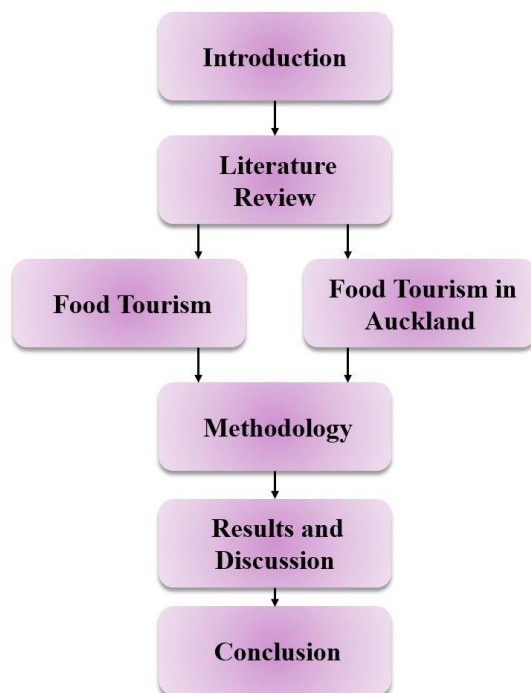 Introduction
Literature
Review
Food Tourism
Food Tourism in
Auckland
Methodology
Results and
Discussion
Conclusion